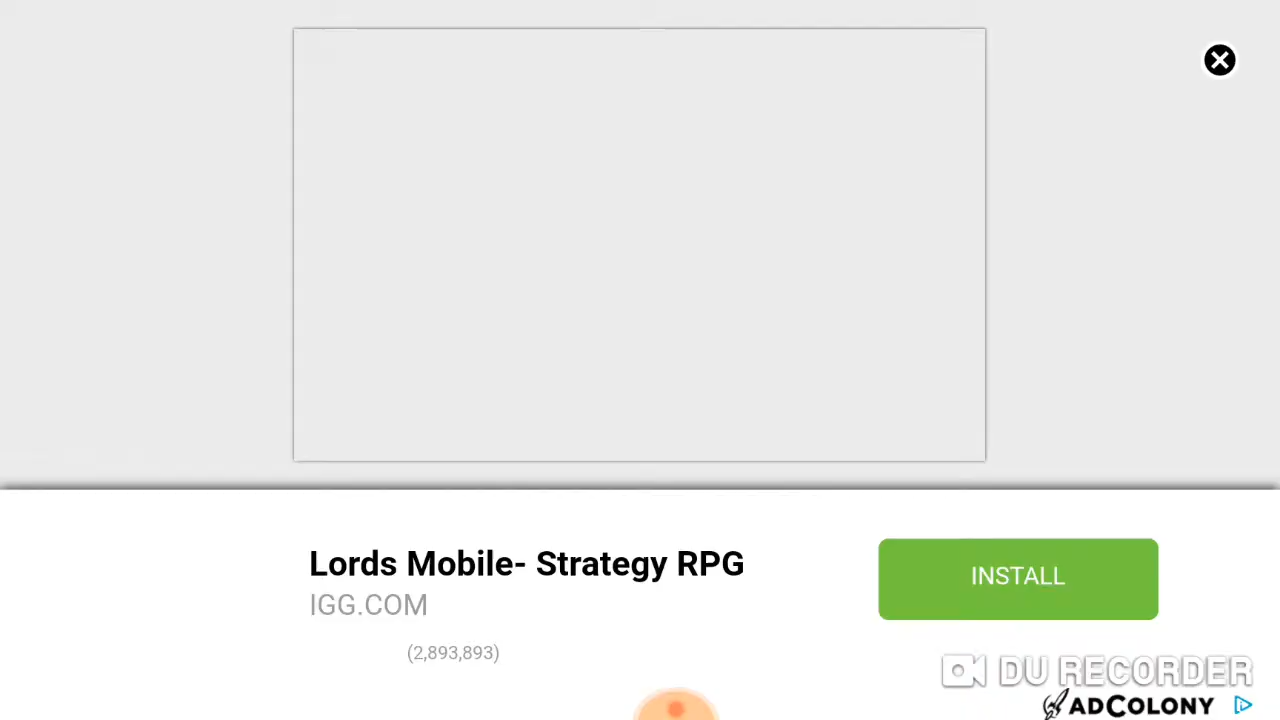 Lords Mobile- Strategy RPG
IGG.COM
INSTALL
(2,893,893)
DU RECORDER
ADCOLONY